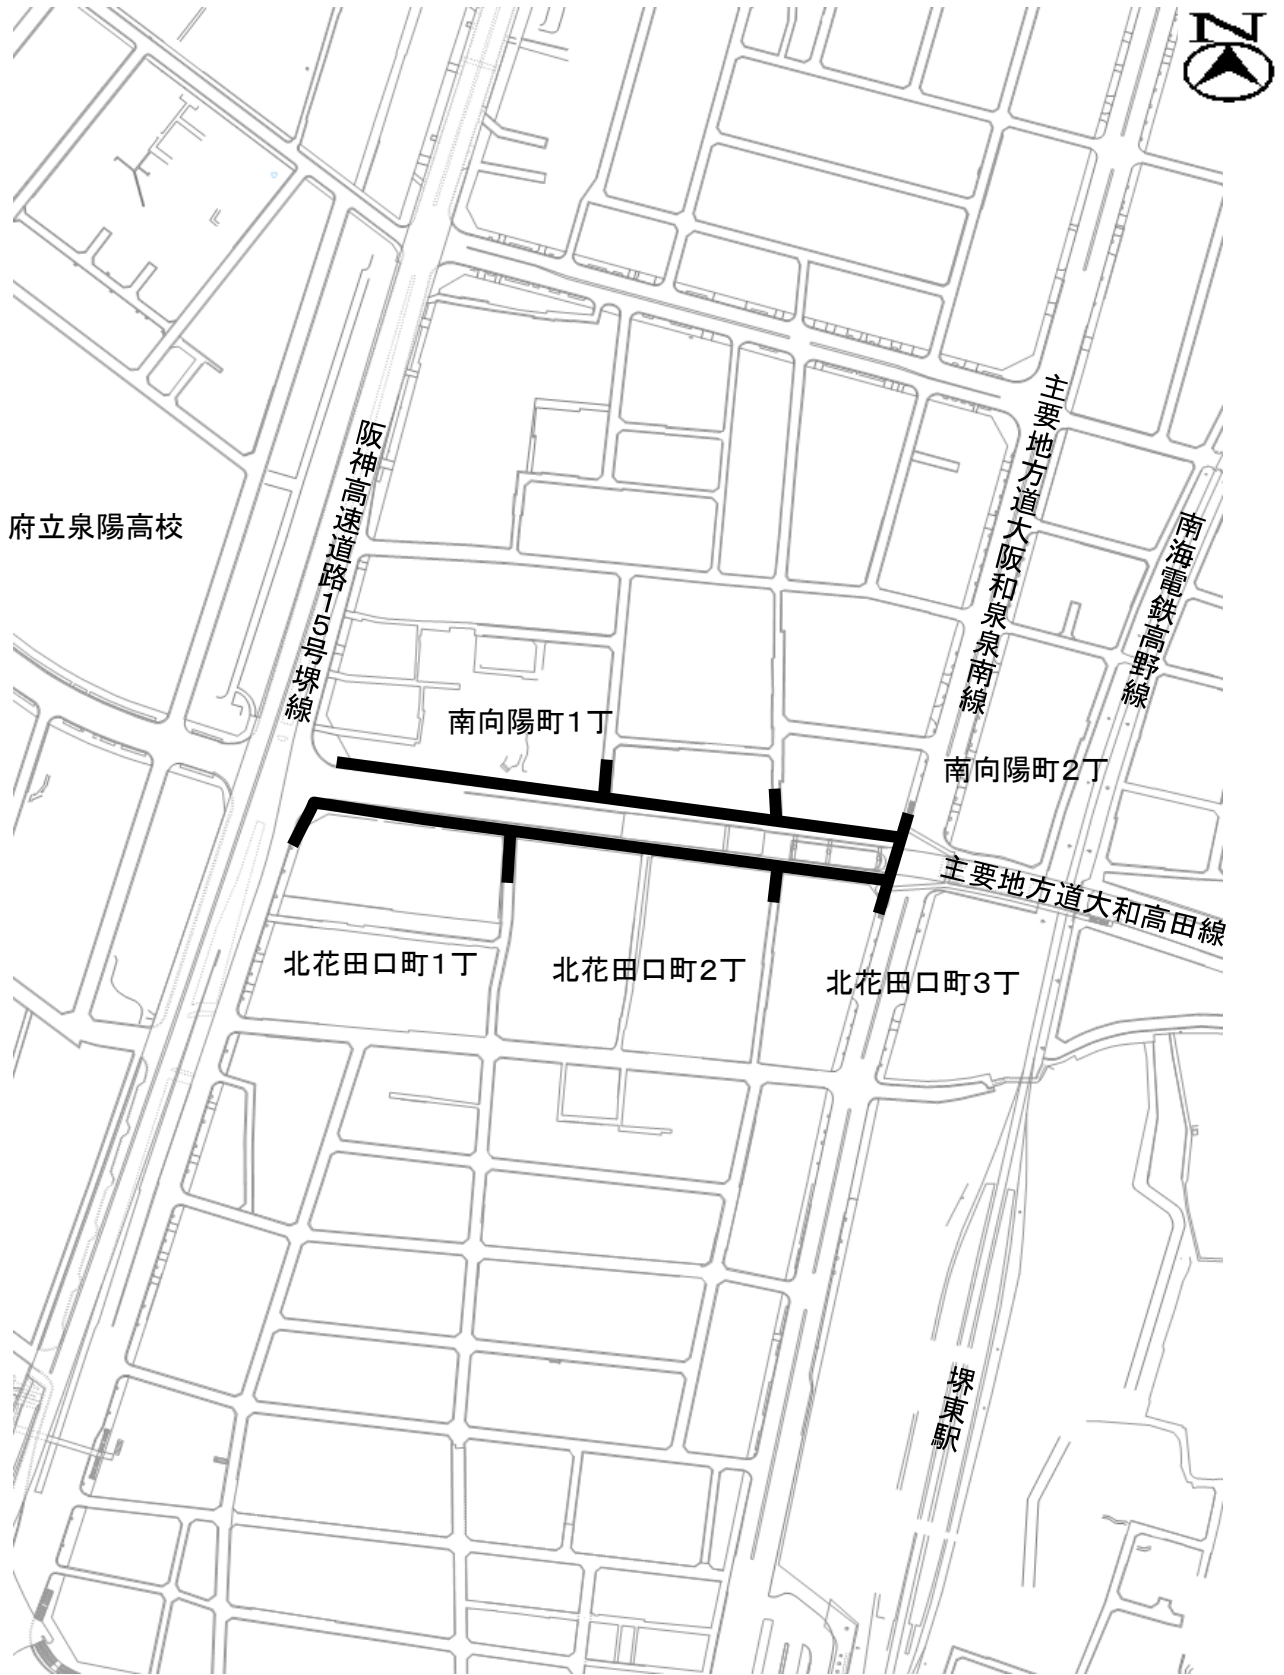 N
主要地方道大阪和泉泉南線
阪神高速道路15号堺線
府立泉陽高校
南海電鉄高野線
南向陽町1丁
南向陽町2丁
主要地方道大和高田線
北花田口町1丁
北花田口町2丁
北花田口町3丁
堺東駅